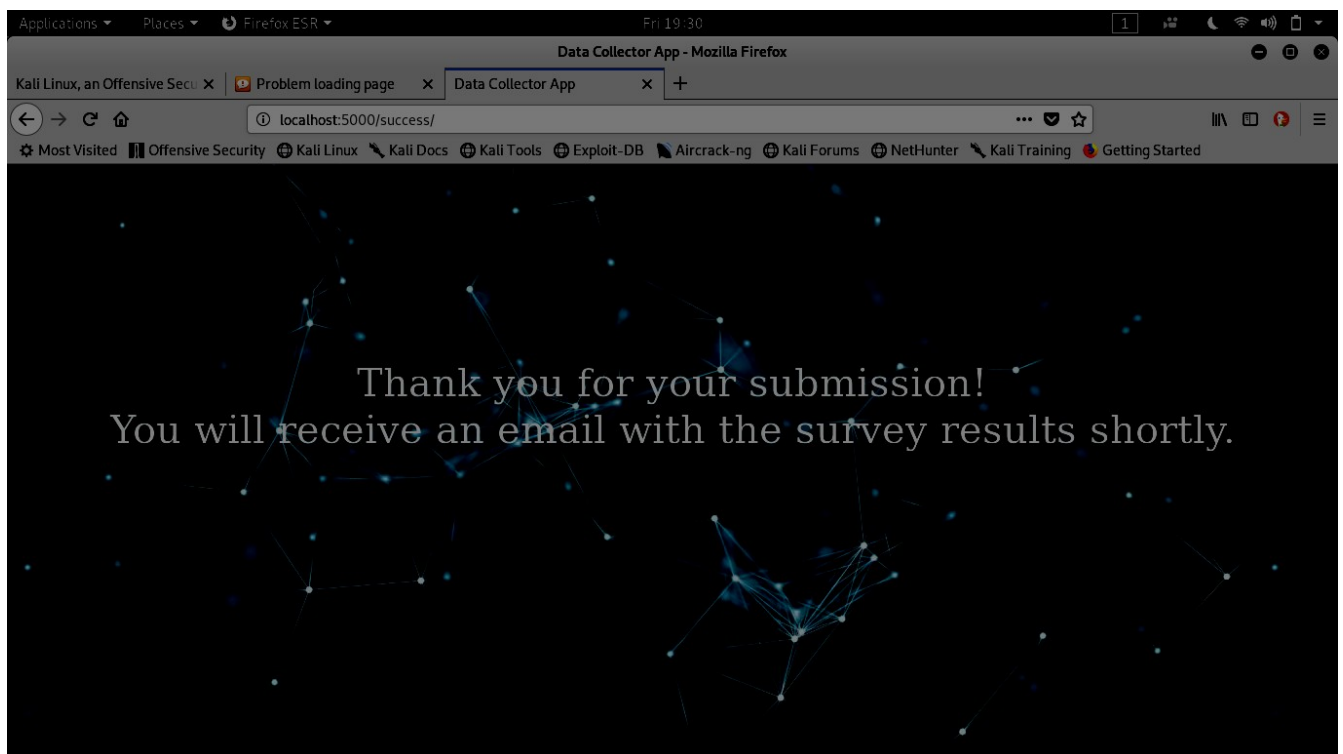 Applications Places Firefox ESR Fri 19:30 1
Data Collector App - Mozilla Firefox
Kali Linux, an Offensive Secu Problem loading page Data Collector App
localhost:5000/success/
Most Visited Offensive Security Kali Linux Kali Docs Kali Tools Exploit-DB Aircrack-ng Kali Forums NetHunter Kali Training Getting Started
Thank you for your submission!
You will receive an email with the survey results shortly.